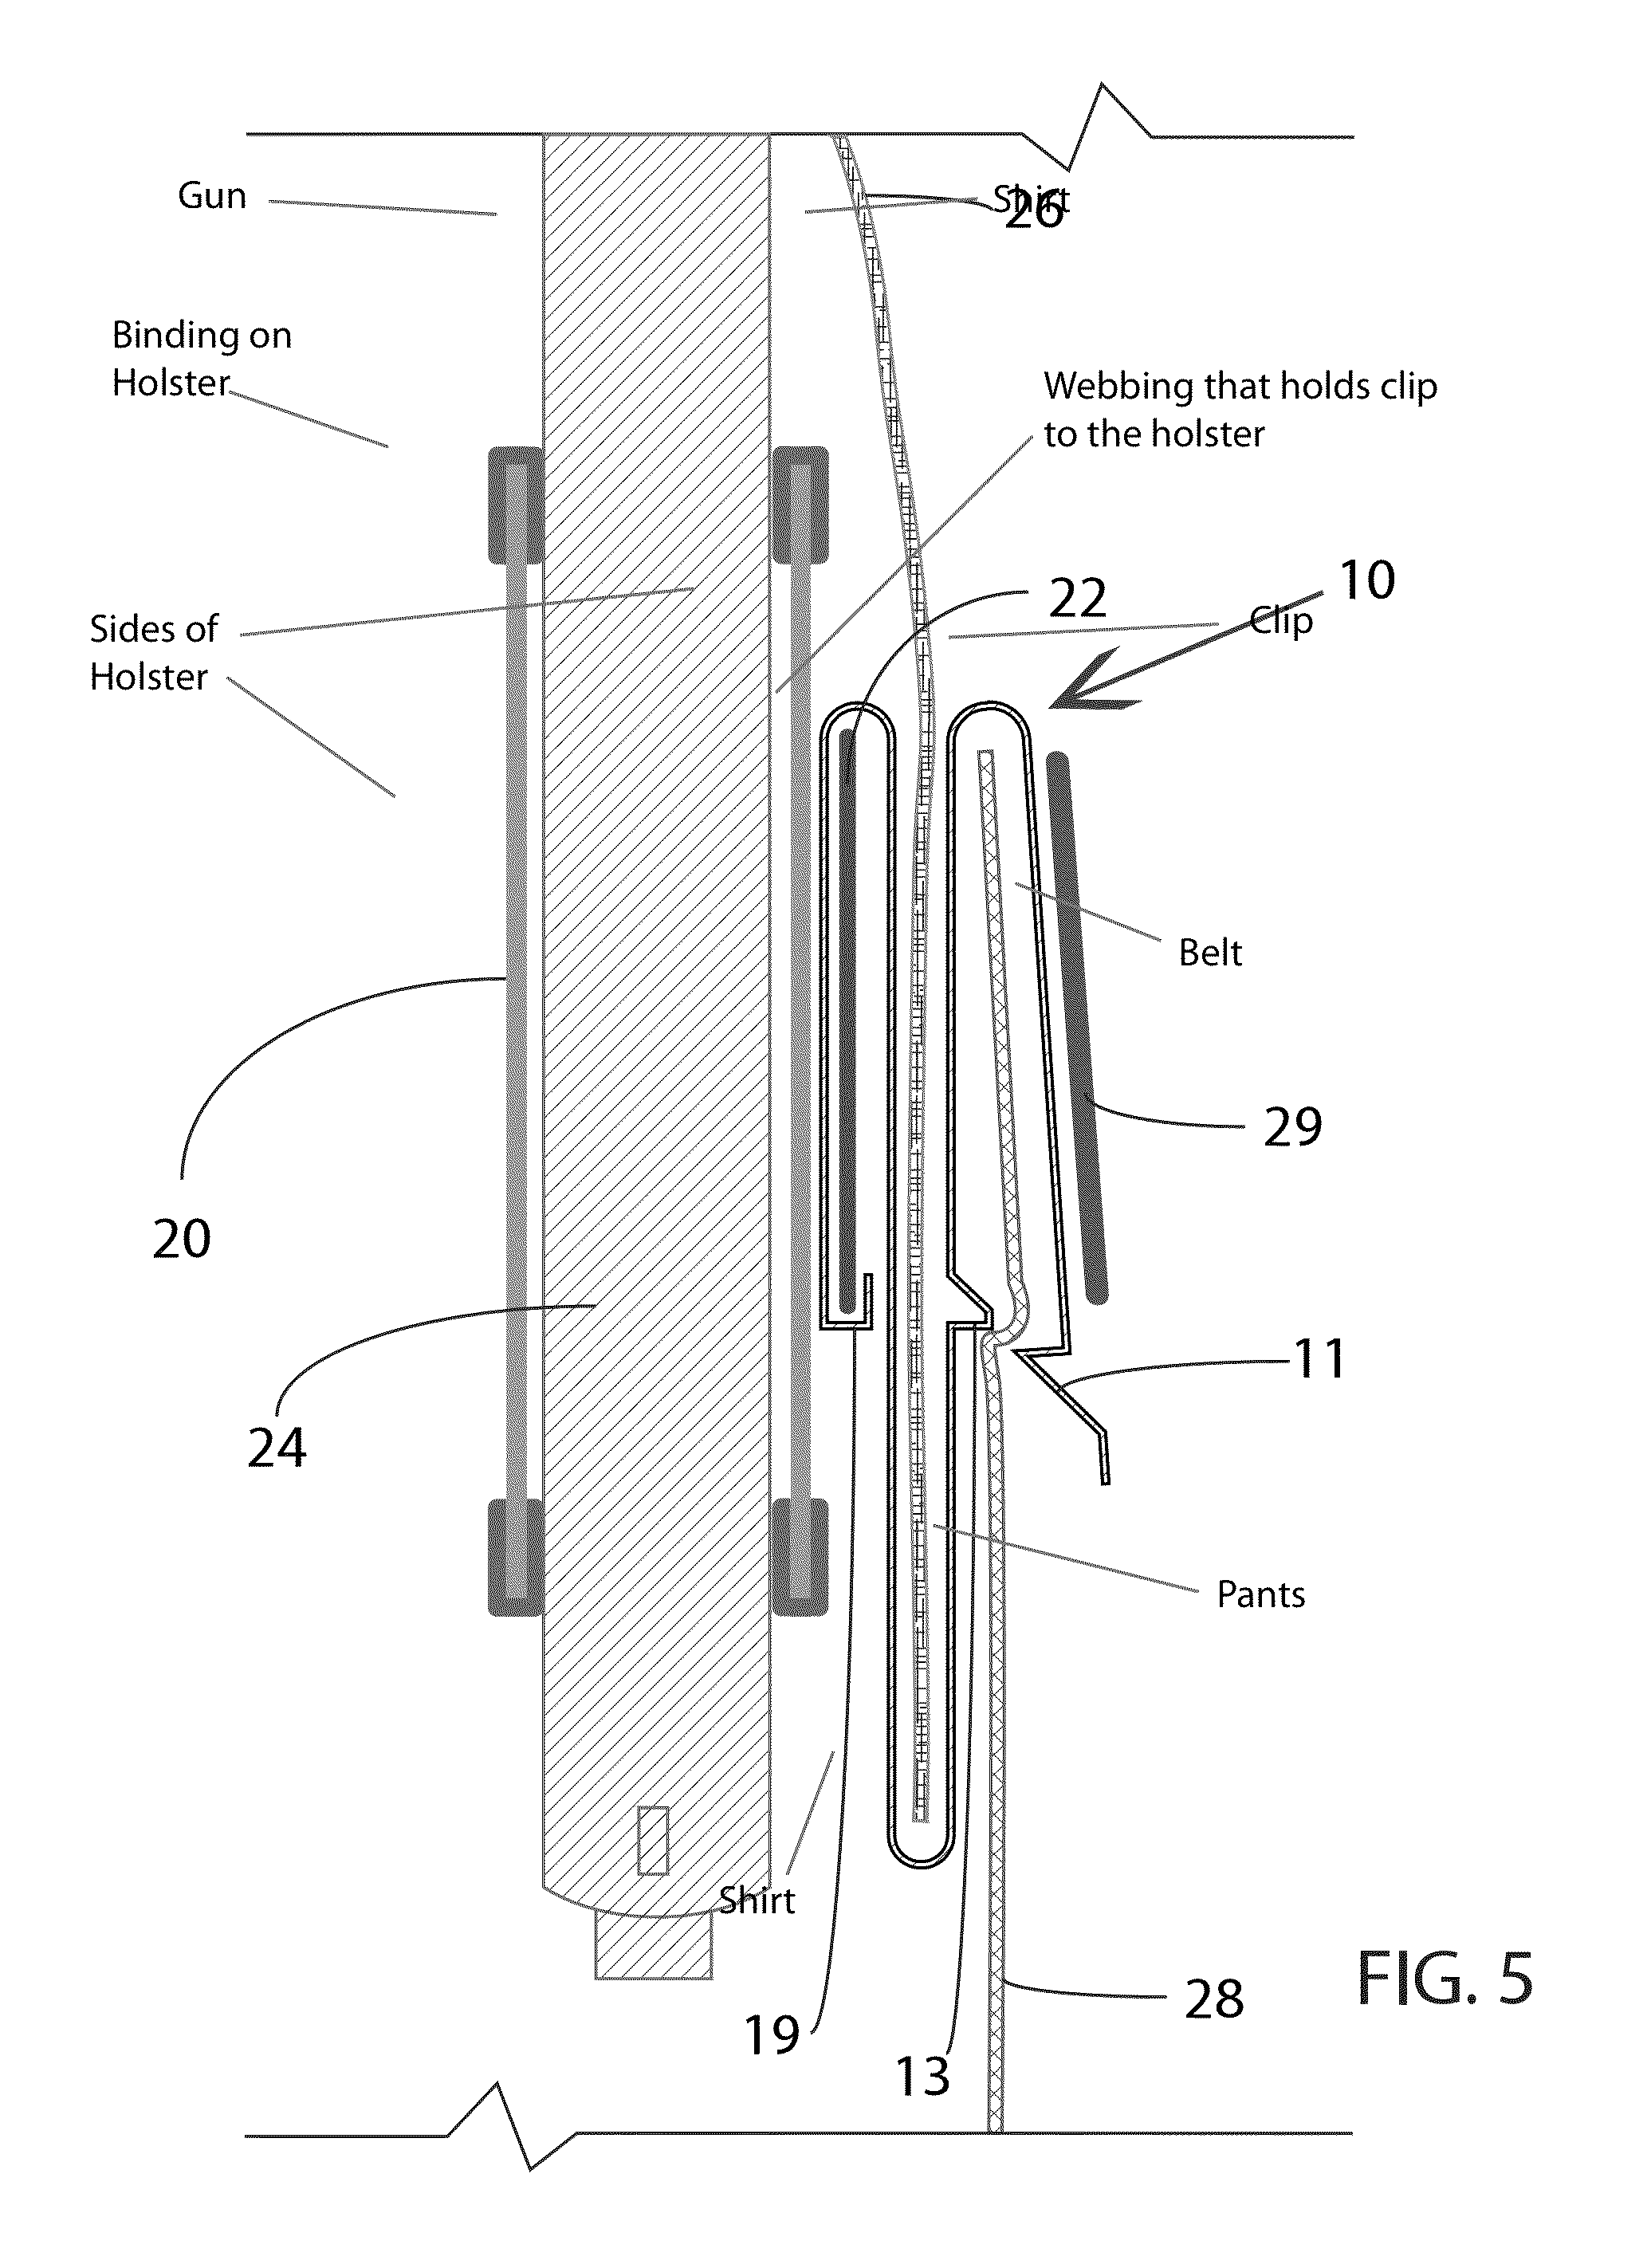 Gun
Shirt
26
Binding on
Holster
Webbing that holds clip
to the holster
10
22
Clip
Sides of
Holster
Belt
29
20
11
24
Pants
Shirt
FIG. 5
28
19
13